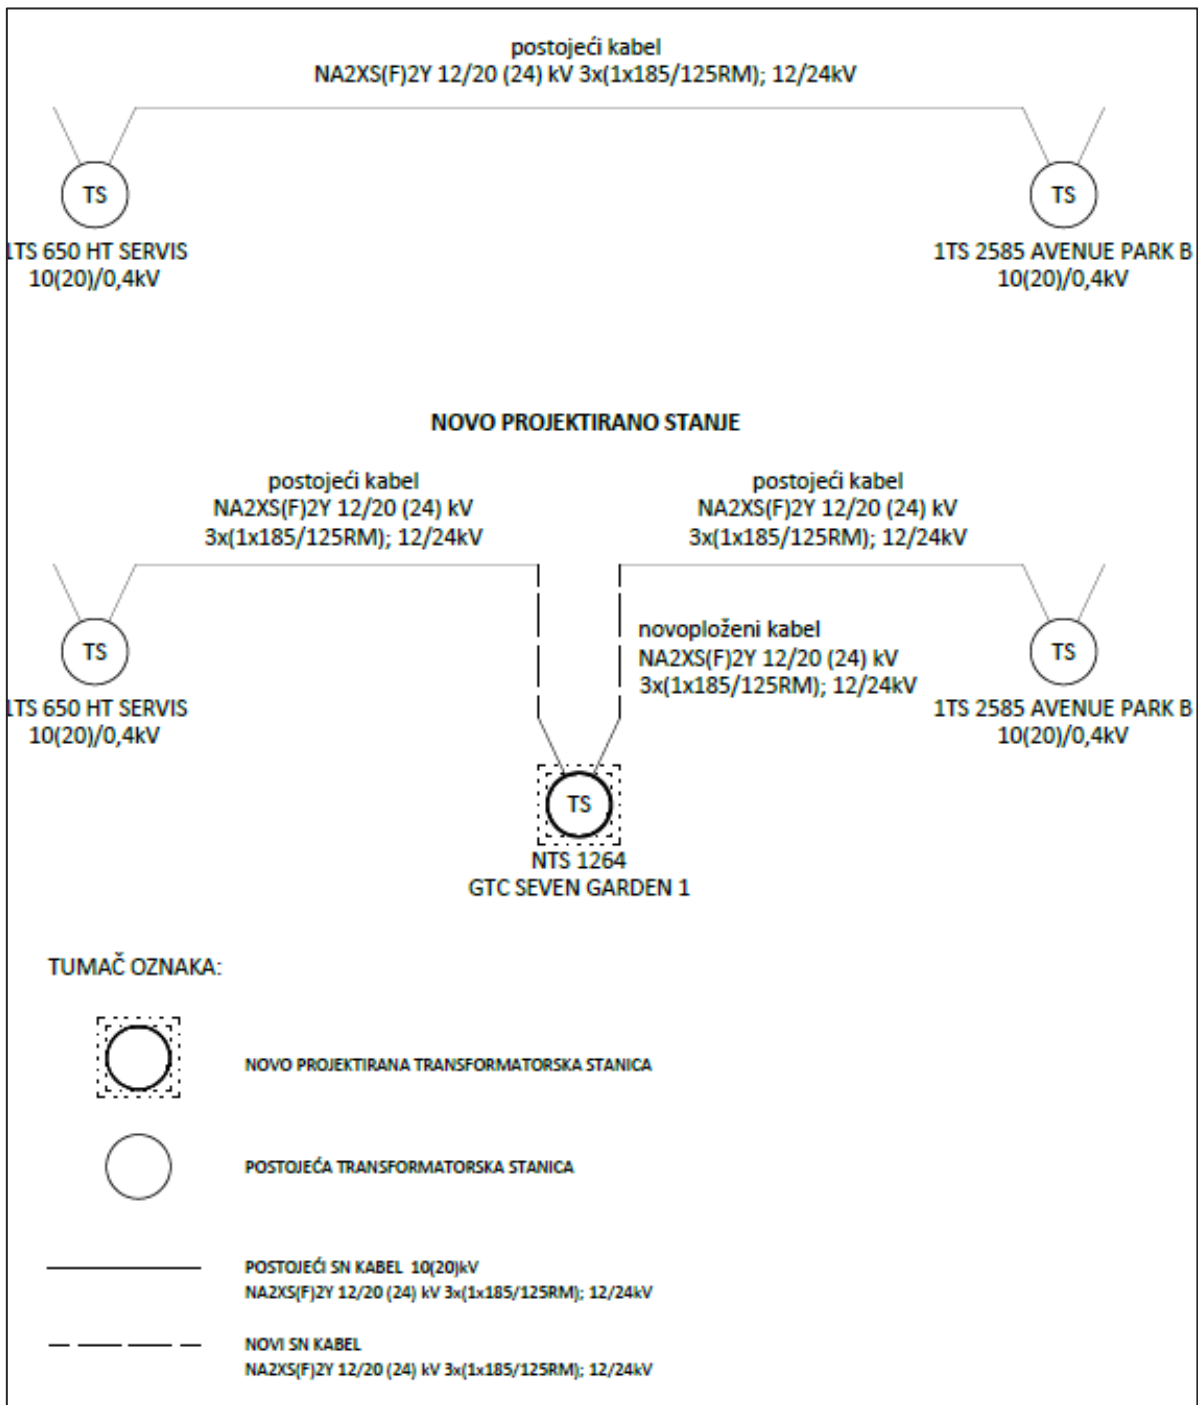 postojeći kabel
NA2XS(F)2Y 12/20 (24) kV 3x(1x185/125RM); 12/24kV
TS
TS
1TS 650 HT SERVIS
10(20)/0,4kV
1TS 2585 AVENUE PARK B
10(20)/0,4kV
NOVO PROJEKTIRANO STANJE
postojeći kabel
NA2XS(F)2Y 12/20 (24) kV
3x(1x185/125RM); 12/24kV
postojeći kabel
NA2XS(F)2Y 12/20 (24) kV
3x(1x185/125RM); 12/24kV
novoploženi kabel
NA2XS(F)2Y 12/20 (24) kV
3x(1x185/125RM); 12/24kV
TS
TS
1TS 650 HT SERVIS
10(20)/0,4kV
1TS 2585 AVENUE PARK B
10(20)/0,4kV
TS
NTS 1264
GTC SEVEN GARDEN 1
TUMAČ OZNAKA:
NOVO PROJEKTIRANA TRANSFORMATORSKA STANICA
POSTOJEĆA TRANSFORMATORSKA STANICA
POSTOJEĆI SN KABEL 10(20)kV
NA2XS(F)2Y 12/20 (24) kV 3x(1x185/125RM); 12/24kV
NOVI SN KABEL
NA2XS(F)2Y 12/20 (24) kV 3x(1x185/125RM); 12/24kV